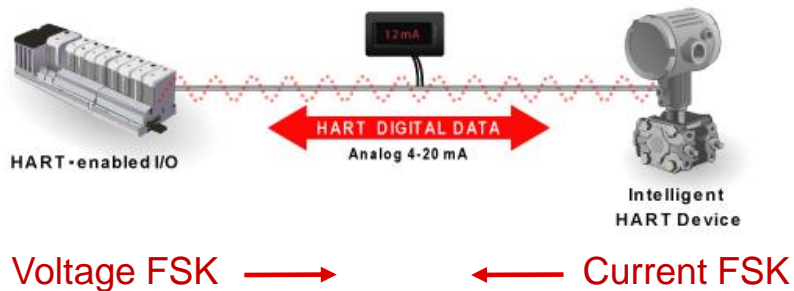 12mA
HART DIGITAL DATA
Analog 4-20 mA
HART-enabled I/O
Intelligent
HART Device
Voltage FSK
Current FSK